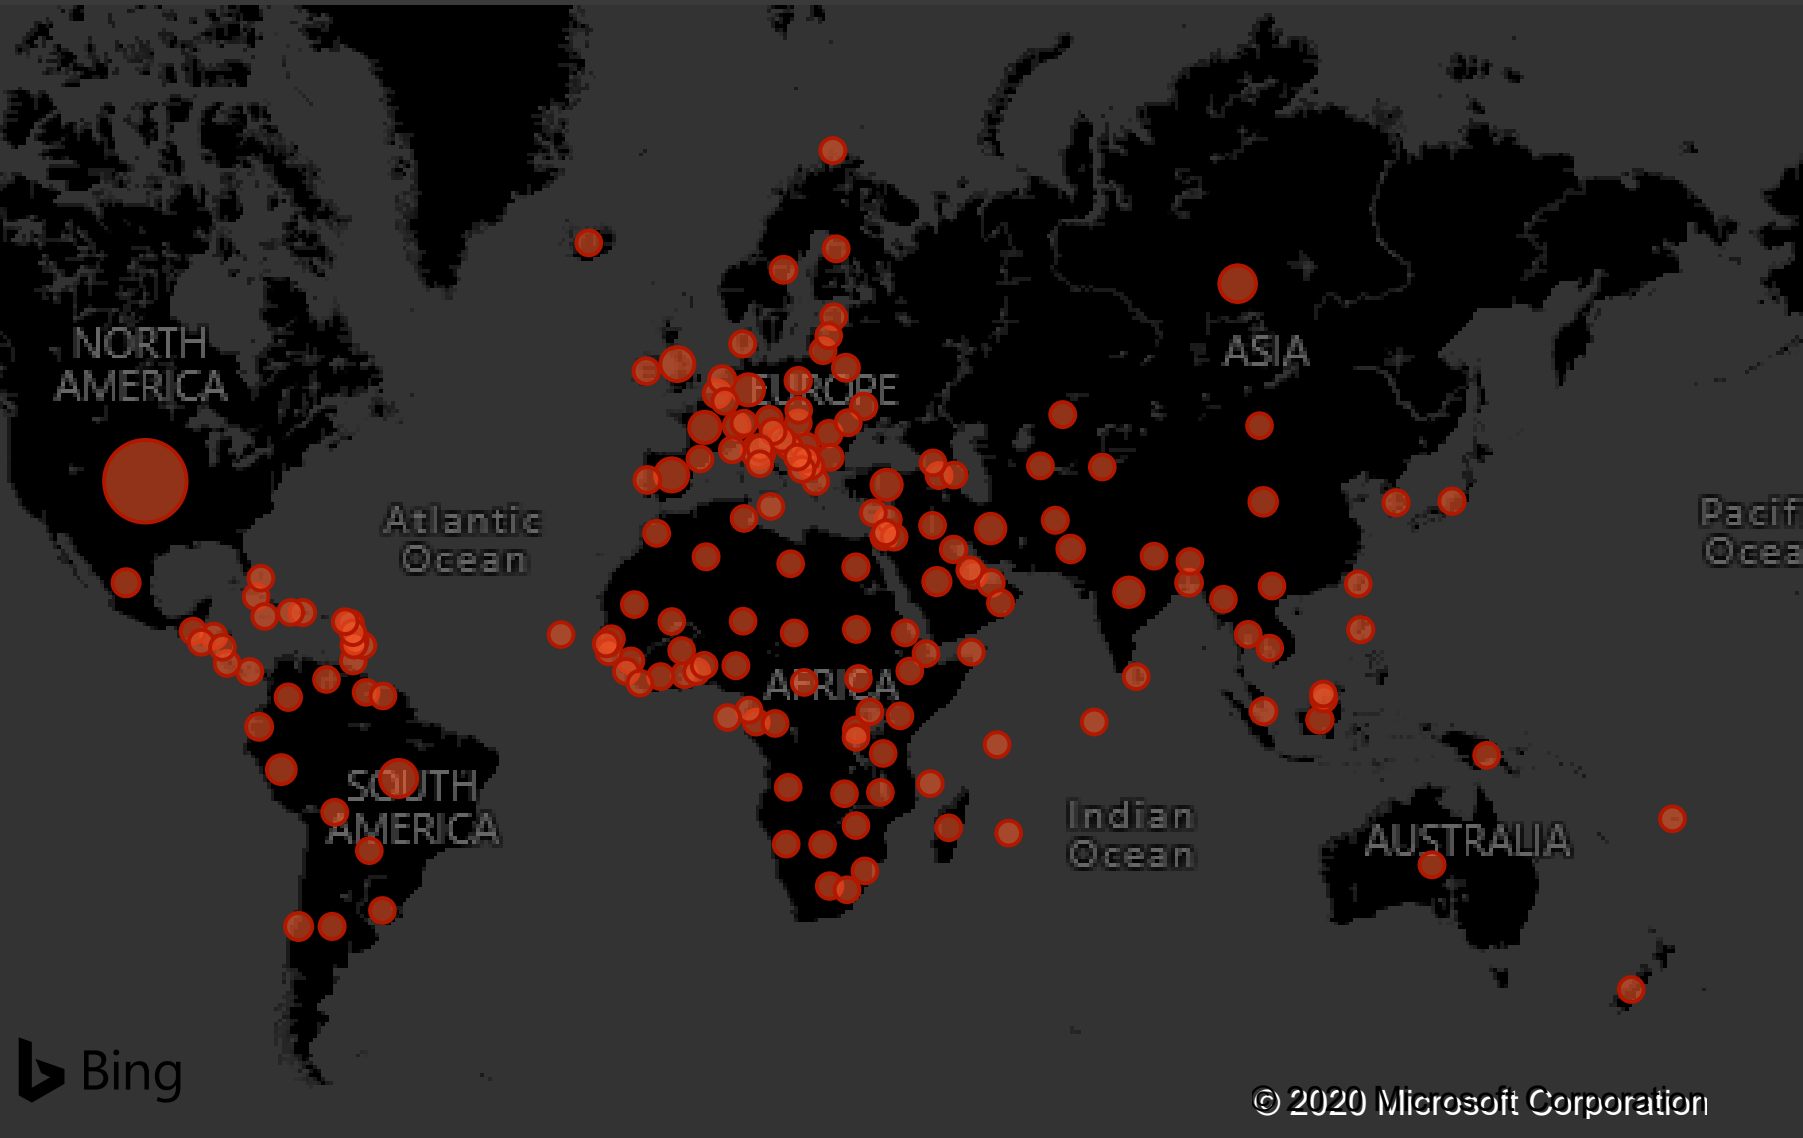 NORTH
AMERICA
ASIA
EUROPE
Atlantic
Ocean
Pacif
Ocea
AFRICA
SOUTH
AMERICA
Indian
Ocean
AUSTRALIA
Bing
© 2020 Microsoft Corporation